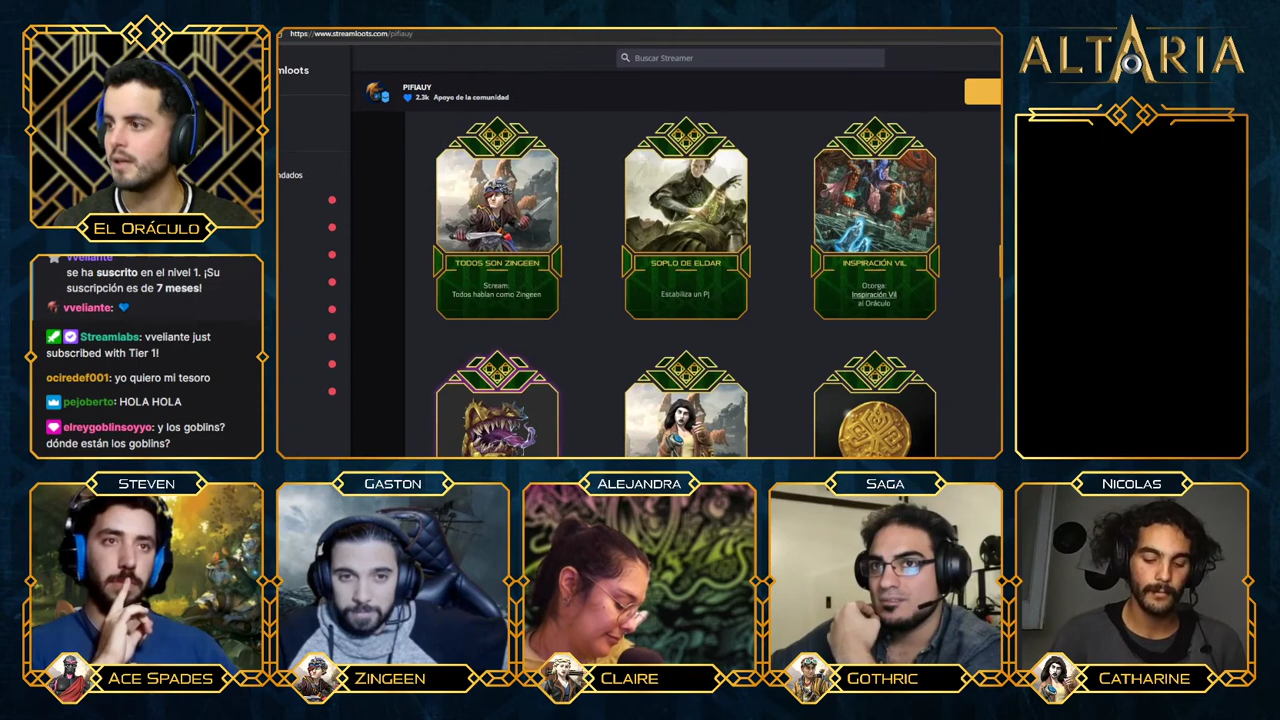 https://www.streamloots.com/pifiauy
mloots
Buscar Streamer
PIFIAUY
2.3k Apoyo de la comunidad
ndados
TODOS SON ZINGEEN
Stream:
Todos hablan como Zingeen
SOPLO DE ELDAR
Estabiliza un PJ
INSPIRACIÓN VIL
Otorga:
Inspiración Vil
al Oráculo
ALTARIA
EL ORÁCULO
vveliante
se ha suscrito en el nivel 1. ¡Su
suscripción es de 7 meses!
vveliante:
Streamlabs: vveliante just
subscribed with Tier 1!
ociredef001: yo quiero mi tesoro
pejoberto: HOLA HOLA
elreygoblinsoyyo: y los goblins?
dónde están los goblins?
STEVEN
GASTON
ALEJANDRA
SAGA
NICOLAS
ACE SPADES
ZINGEEN
CLAIRE
GOTHRIC
CATHARINE